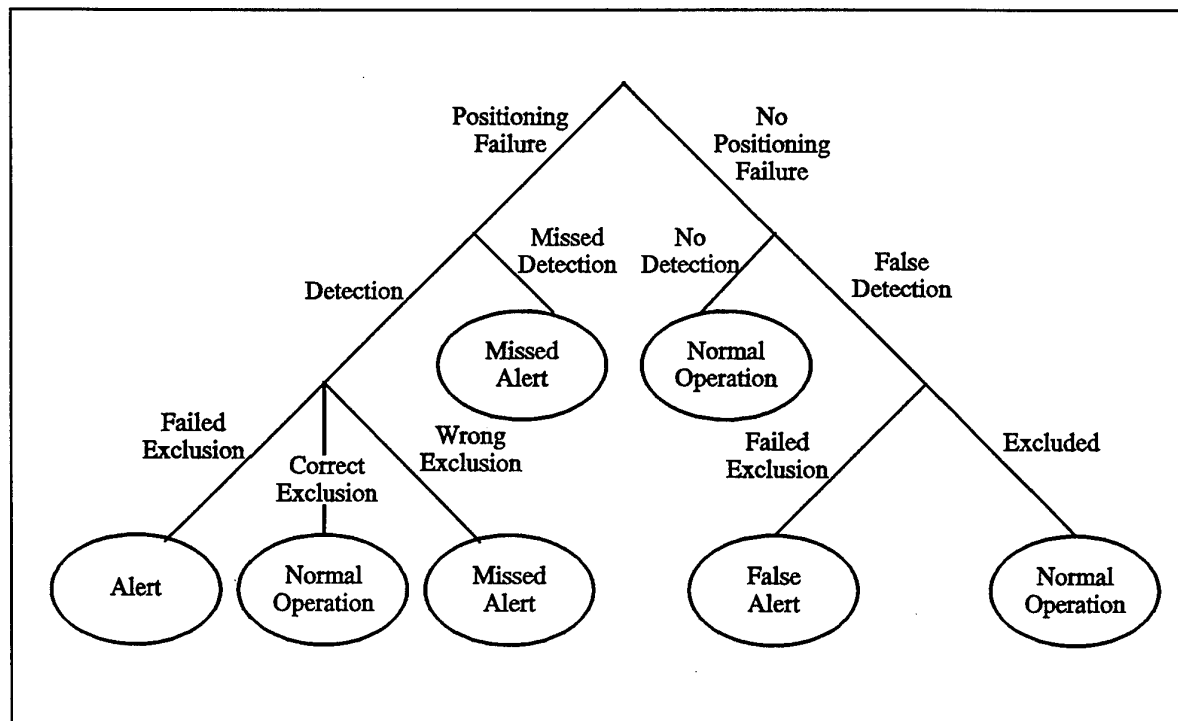 Positioning
Failure
No
Positioning
Failure
Missed
Detection
No
Detection
False
Detection
Detection
Missed
Alert
Normal
Operation
Failed
Exclusion
Correct
Exclusion
Wrong
Exclusion
Failed
Exclusion
Excluded
Alert
Normal
Operation
Missed
Alert
False
Alert
Normal
Operation